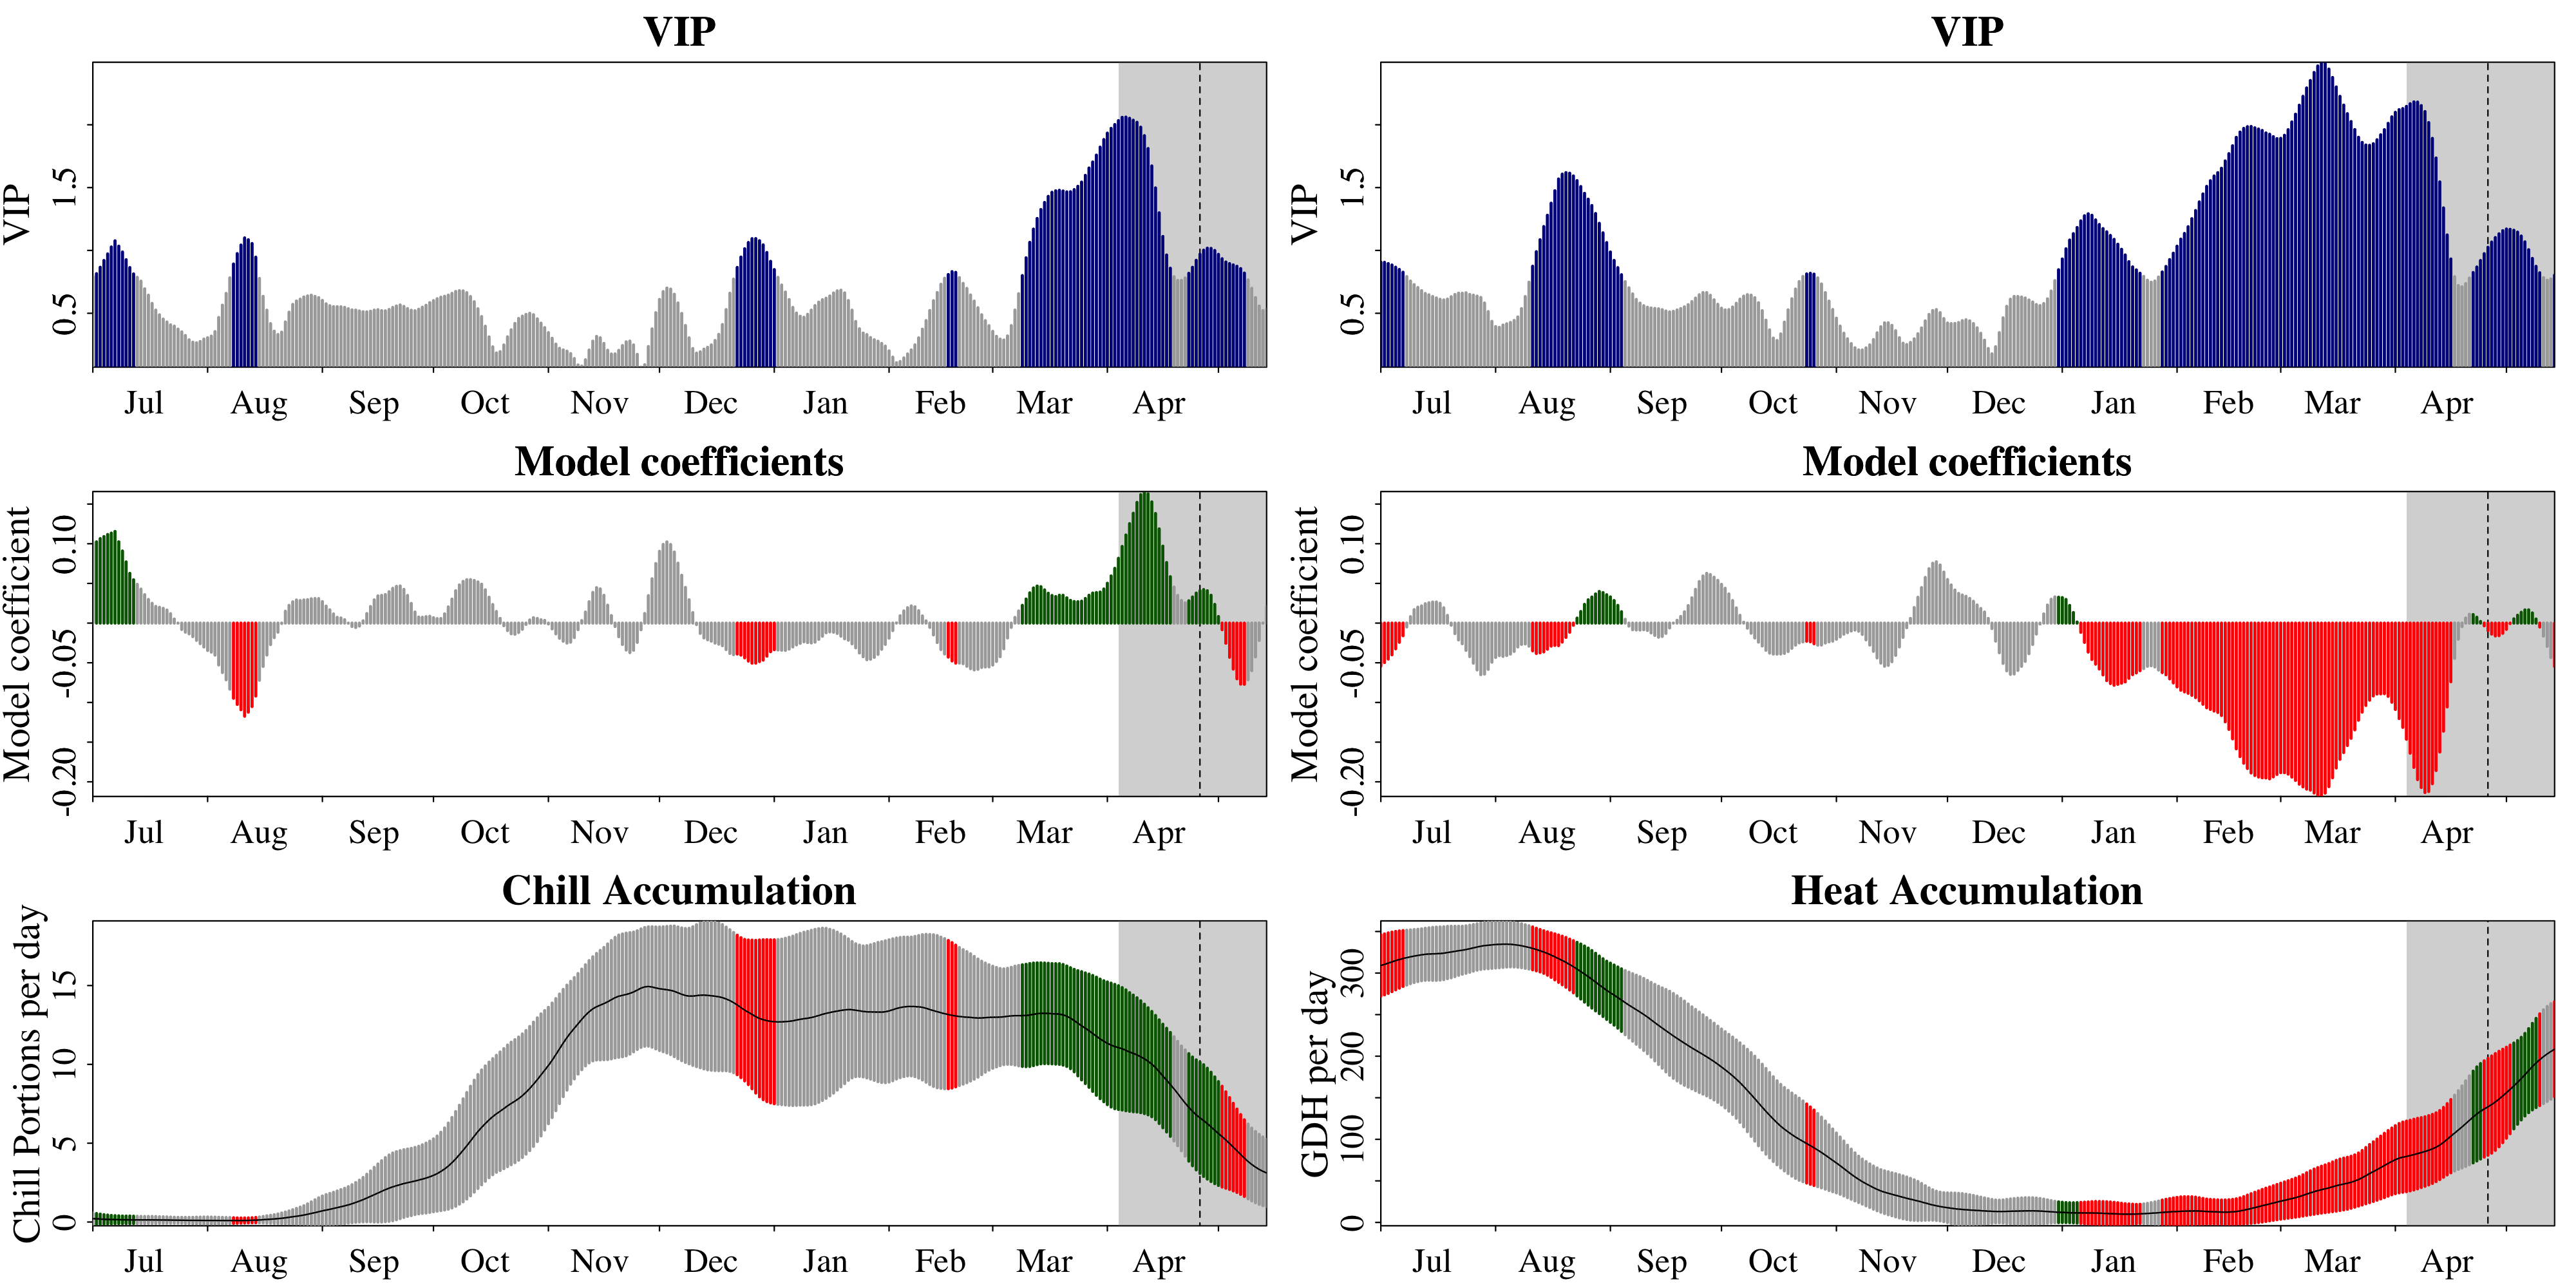 VIP
VIP
0.5 1.5
Jul Aug Sep Oct Nov Dec Jan Feb Mar Apr
VIP
VIP
0.5 1.5
Jul Aug Sep Oct Nov Dec Jan Feb Mar Apr
Model coefficients
Model coefficient
-0.20 -0.05 0.10
Jul Aug Sep Oct Nov Dec Jan Feb Mar Apr
Model coefficients
Model coefficient
-0.20 -0.05 0.10
Jul Aug Sep Oct Nov Dec Jan Feb Mar Apr
Chill Accumulation
Chill Portions per day
0 5 10 15
Jul Aug Sep Oct Nov Dec Jan Feb Mar Apr
Heat Accumulation
GDH per day
0 100 200 300
Jul Aug Sep Oct Nov Dec Jan Feb Mar Apr